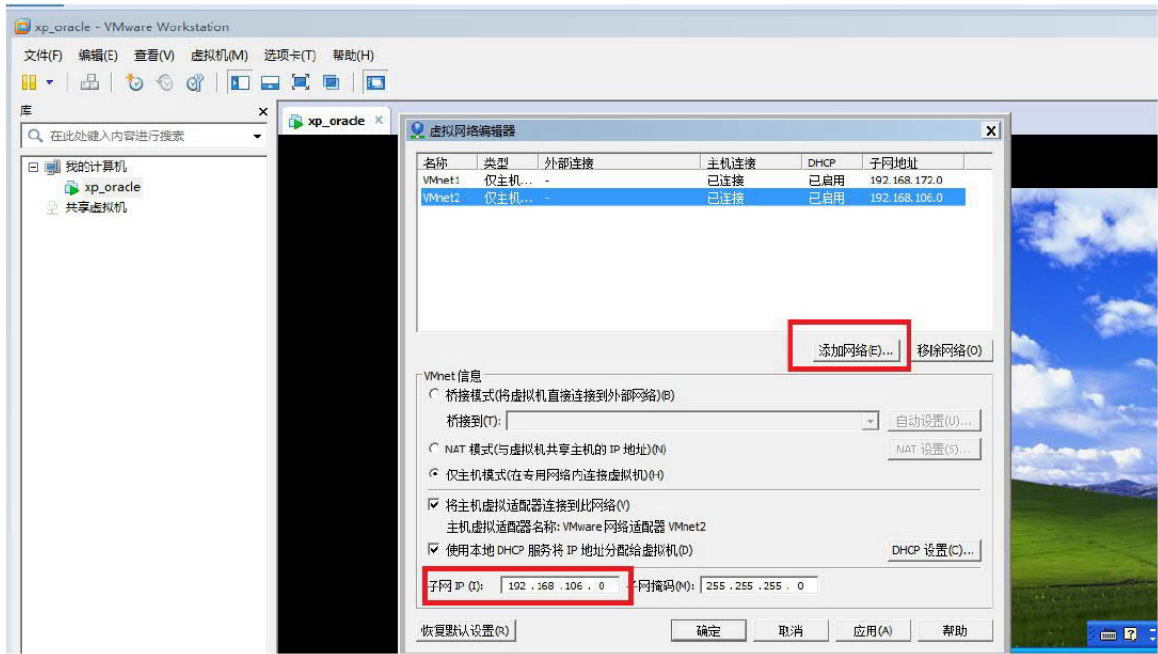 xp_oracle - VMware Workstation
文件(F) 编辑(E) 查看(V) 虚拟机(M) 选项卡(T) 帮助(H)
库
在此处键入内容进行搜索
我的计算机
xp_oracle
共享虚拟机
xp_oracle
虚拟网络编辑器
名称 类型 外部连接 主机连接 DHCP 子网地址
VMnet1 仅主机... - 已连接 已启用 192.168.172.0
VMnet2 仅主机... - 已连接 已启用 192.168.106.0
添加网络(E)... 移除网络(O)
VMnet 信息
桥接模式(将虚拟机直接连接到外部网络)(B)
桥接到(T): 自动设置(U)...
NAT 模式(与虚拟机共享主机的 IP 地址)(N) NAT 设置(S)...
仅主机模式(在专用网络内连接虚拟机)(H)
将主机虚拟适配器连接到此网络(V)
主机虚拟适配器名称: VMware 网络适配器 VMnet2
使用本地 DHCP 服务将 IP 地址分配给虚拟机(D) DHCP 设置(C)...
子网 IP (I): 192 . 168 . 106 . 0 子网掩码(M): 255 . 255 . 255 . 0
恢复默认设置(R) 确定 取消 应用(A) 帮助